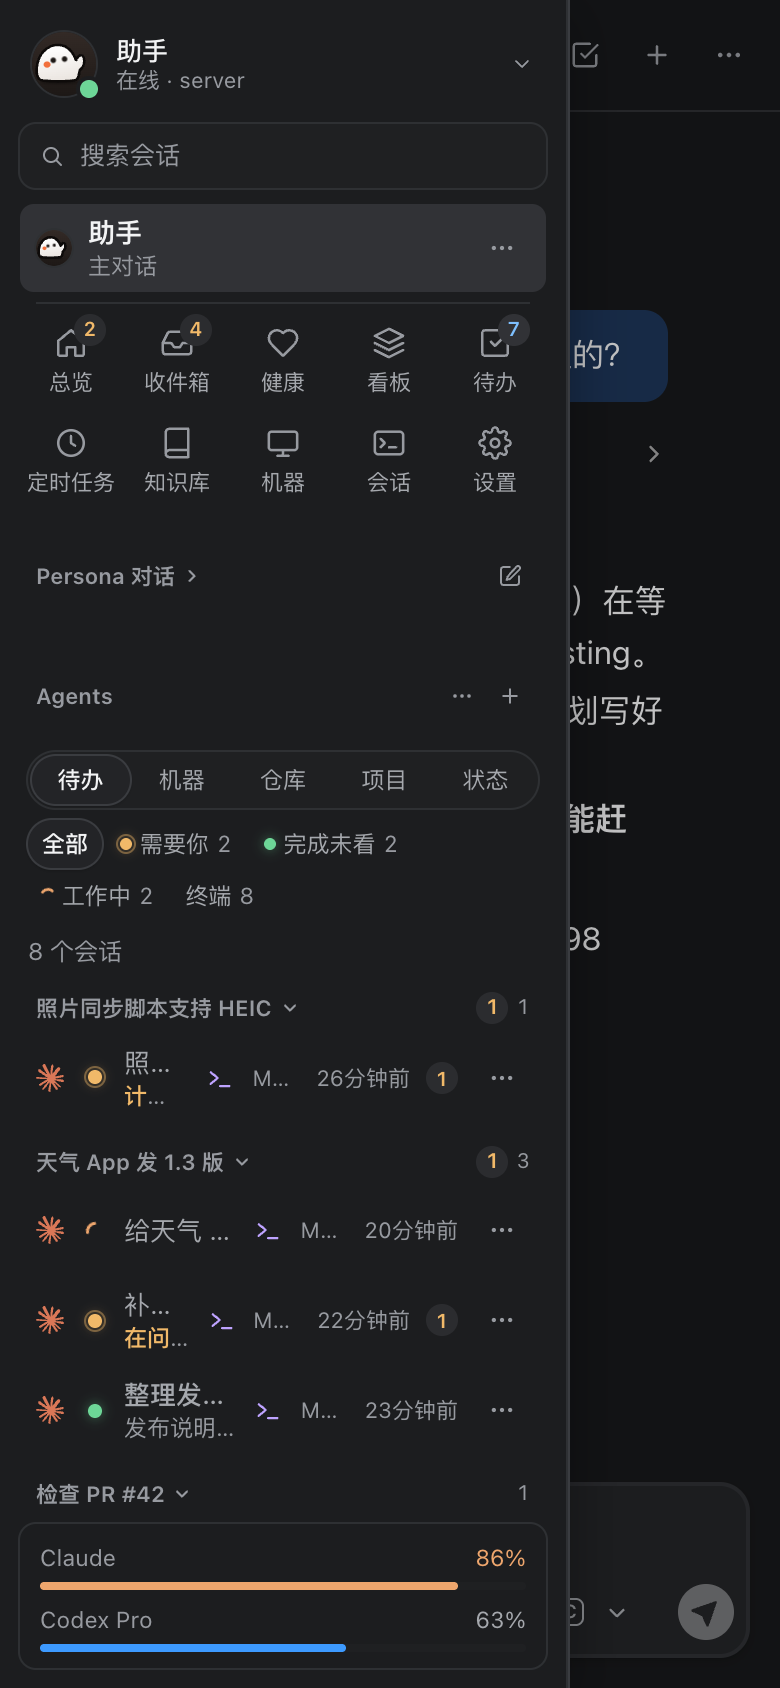 助手
在线 · server
搜索会话
助手
主对话
2
4
7
总览
收件箱
健康
看板
待办
定时任务
知识库
机器
会话
设置
的?
Persona 对话
）在等
sting。
划写好
Agents
待办
机器
仓库
项目
状态
能赶
全部
需要你 2
完成未看 2
工作中 2
终端 8
98
8 个会话
照片同步脚本支持 HEIC
1
1
照...
计...
M...
26分钟前
1
天气 App 发 1.3 版
1
3
给天气 ...
M...
20分钟前
补...
在问...
M...
22分钟前
1
整理发...
发布说明...
M...
23分钟前
检查 PR #42
1
Claude
86%
Codex Pro
63%